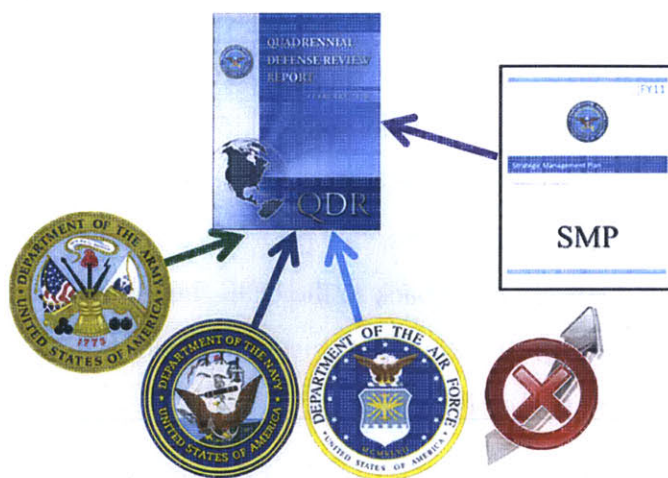 QUADRENNIAL
DEFENSE REVIEW
REPORT
QDR
FY11
Strategic Management Plan
SMP
DEPARTMENT OF THE ARMY
UNITED STATES OF AMERICA
1775
DEPARTMENT OF THE NAVY
UNITED STATES OF AMERICA
DEPARTMENT OF THE AIR FORCE
MCMXLVII
UNITED STATES OF AMERICA